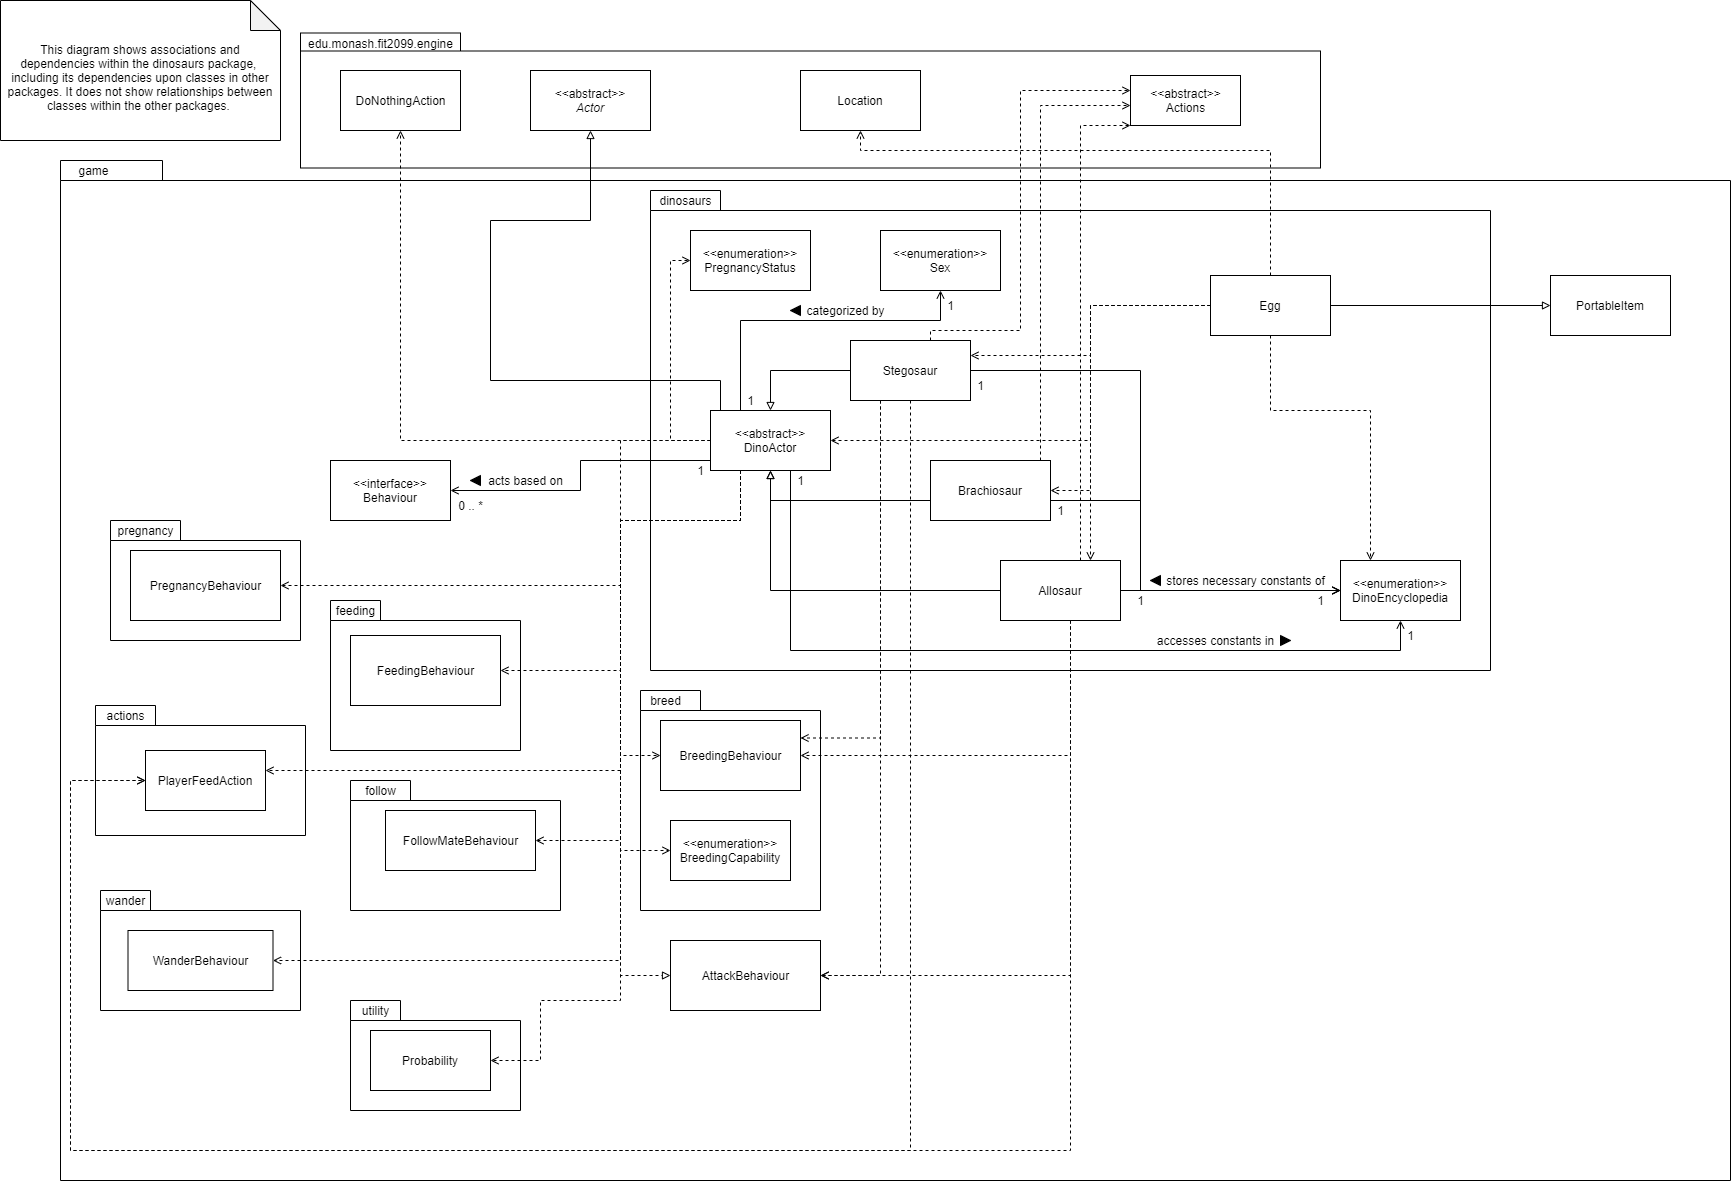 This diagram shows associations and
dependencies within the dinosaurs package,
including its dependencies upon classes in other
packages. It does not show relationships between
classes within the other packages.
edu.monash.fit2099.engine
DoNothingAction
<<abstract>>
Actor
Location
<<abstract>>
Actions
game
dinosaurs
<<enumeration>>
PregnancyStatus
<<enumeration>>
Sex
◀ categorized by
1
Egg
PortableItem
Stegosaur
1
1
<<abstract>>
DinoActor
1
1
<<interface>>
Behaviour
◀ acts based on
0 .. *
Brachiosaur
1
pregnancy
PregnancyBehaviour
Allosaur
◀ stores necessary constants of
1
1
<<enumeration>>
DinoEncyclopedia
accesses constants in ▶
1
feeding
FeedingBehaviour
actions
PlayerFeedAction
breed
BreedingBehaviour
follow
FollowMateBehaviour
<<enumeration>>
BreedingCapability
wander
WanderBehaviour
AttackBehaviour
utility
Probability